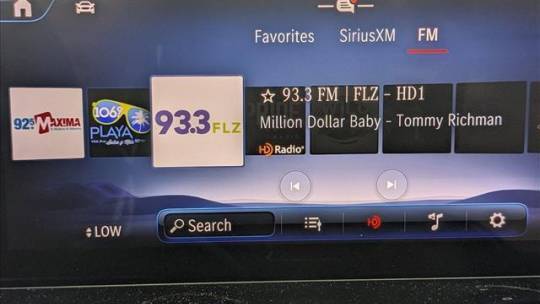 Favorites SiriusXM FM
92.5 MAXIMA
106.9
PLAYA
93.3 FLZ
☆ 93.3 FM | FLZ - HD1
Million Dollar Baby - Tommy Richman
HD Radio
Search
LOW